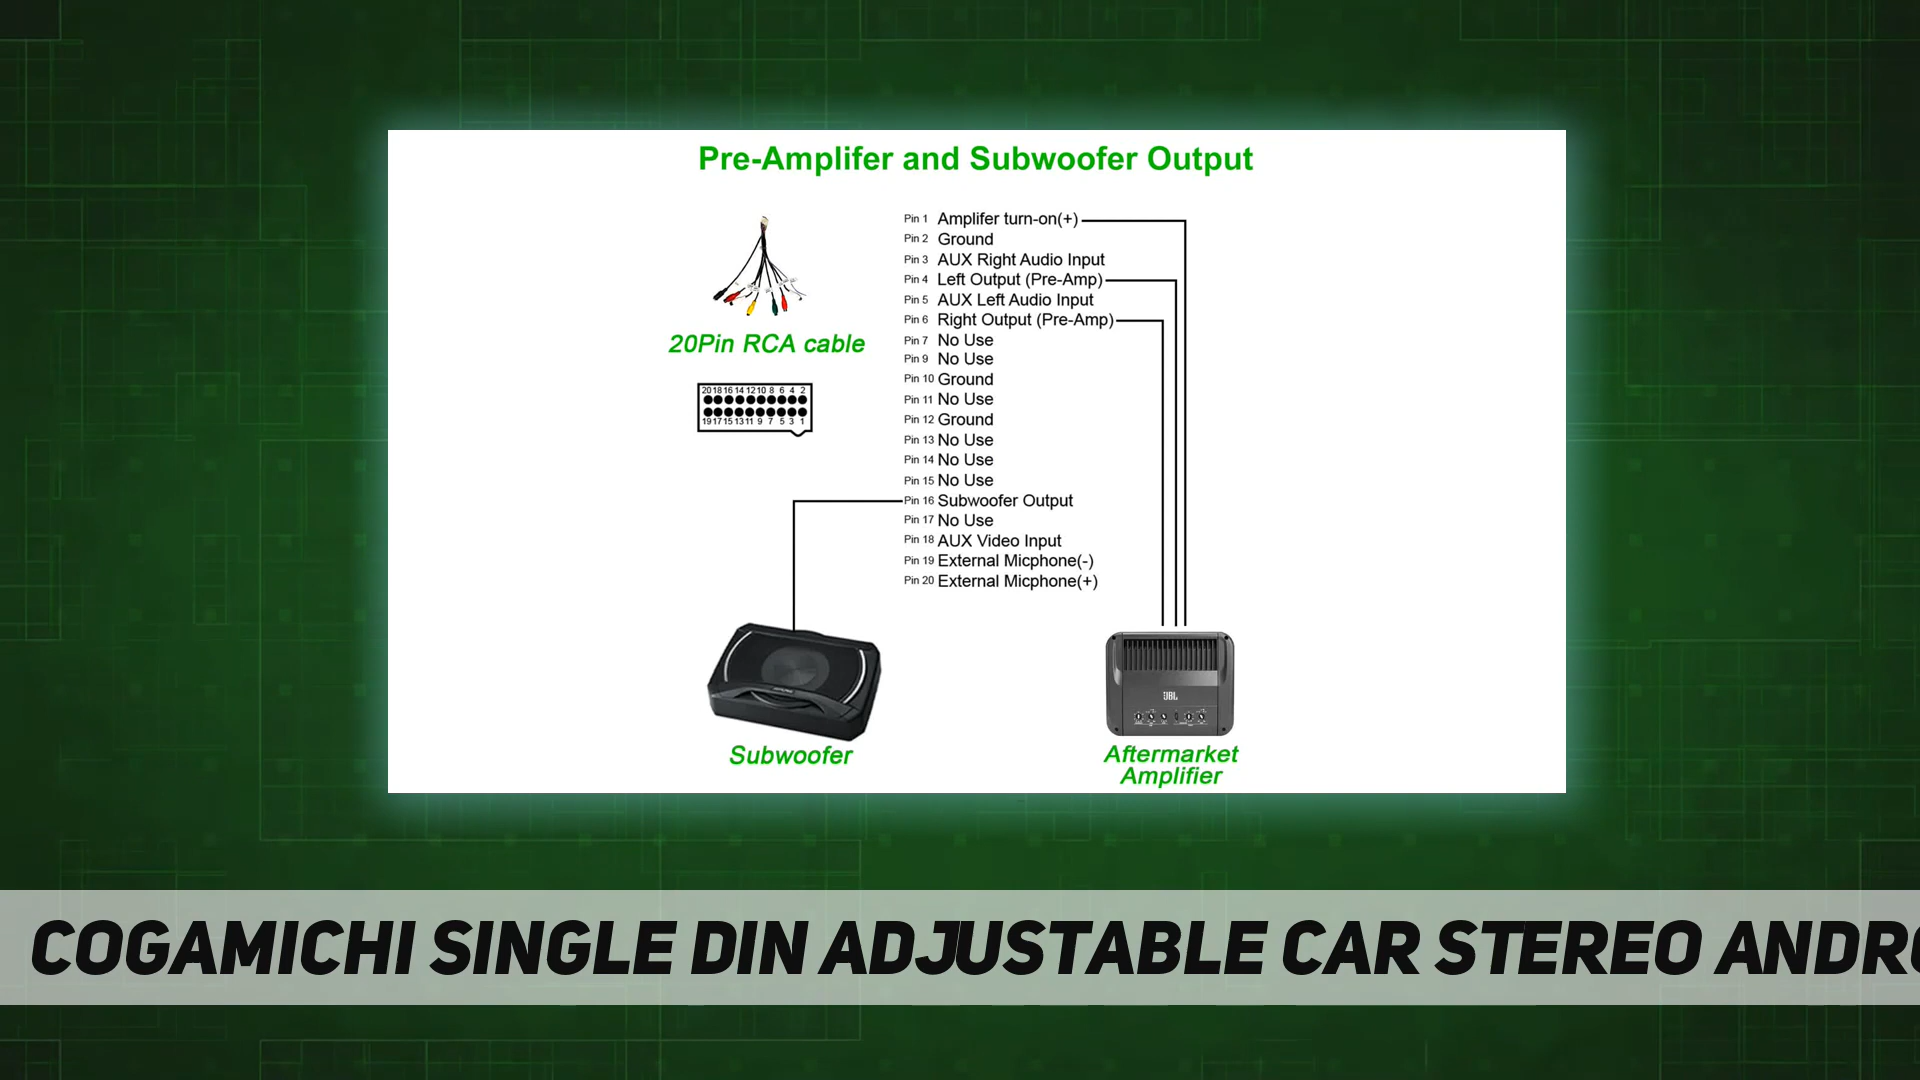 Pre-Amplifer and Subwoofer Output
Pin 1 Amplifer turn-on(+)
Pin 2 Ground
Pin 3 AUX Right Audio Input
Pin 4 Left Output (Pre-Amp)
Pin 5 AUX Left Audio Input
Pin 6 Right Output (Pre-Amp)
Pin 7 No Use
Pin 9 No Use
Pin 10 Ground
Pin 11 No Use
Pin 12 Ground
Pin 13 No Use
Pin 14 No Use
Pin 15 No Use
Pin 16 Subwoofer Output
Pin 17 No Use
Pin 18 AUX Video Input
Pin 19 External Micphone(-)
Pin 20 External Micphone(+)
20Pin RCA cable
20 18 16 14 12 10 8 6 4 2
19 17 15 13 11 9 7 5 3 1
JBL
Subwoofer
Aftermarket
Amplifier
COGAMICHI SINGLE DIN ADJUSTABLE CAR STEREO ANDRO